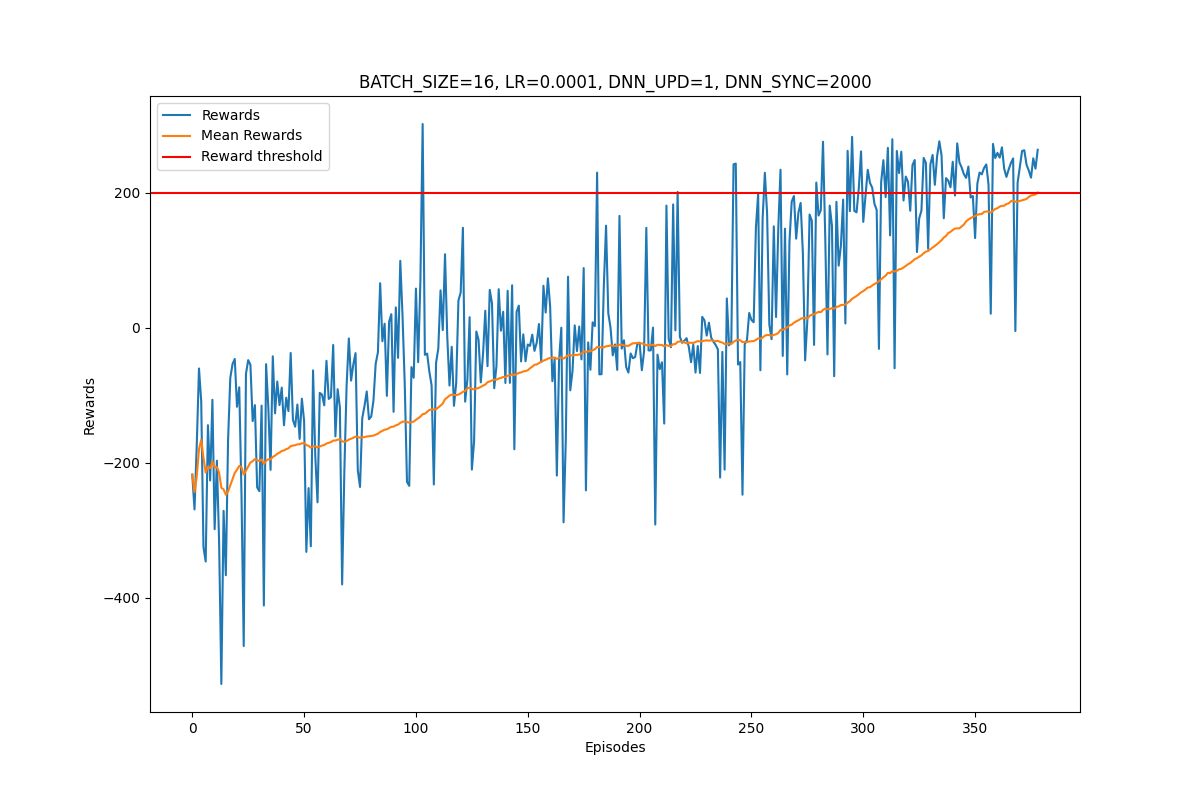 BATCH_SIZE=16, LR=0.0001, DNN_UPD=1, DNN_SYNC=2000
Rewards
Mean Rewards
Reward threshold
200
0
−200
−400
Rewards
0
50
100
150
200
250
300
350
Episodes